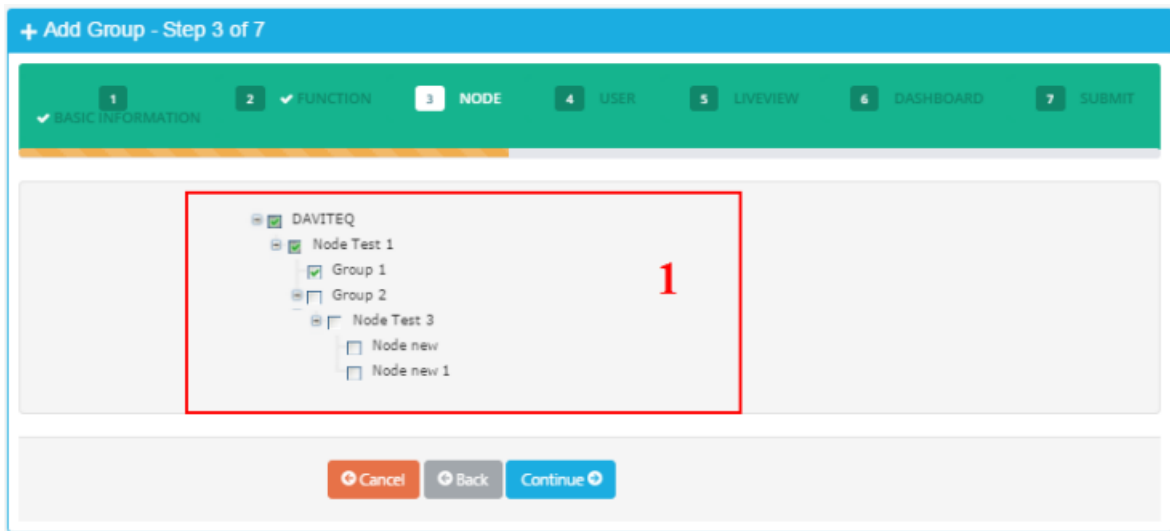 Add Group - Step 3 of 7
1 BASIC INFORMATION
2 FUNCTION
3 NODE
4 USER
5 LIVEVIEW
6 DASHBOARD
7 SUBMIT
DAVITEQ
Node Test 1
Group 1
1
Group 2
Node Test 3
Node new
Node new 1
Cancel
Back
Continue